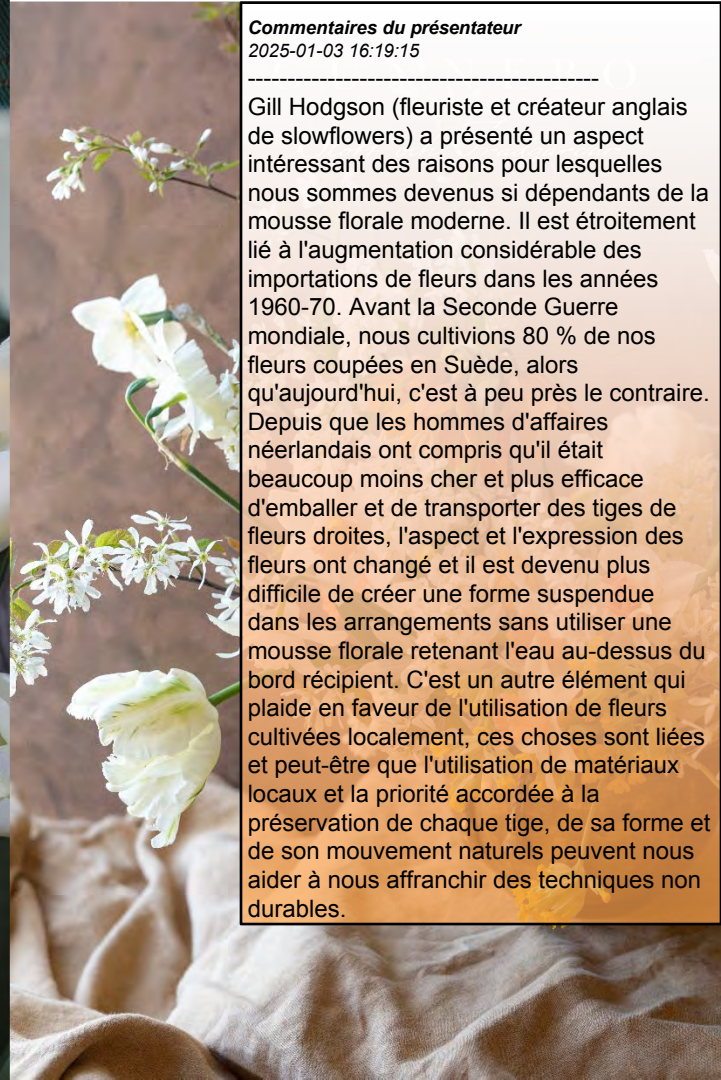 Commentaires du présentateur
2025-01-03 16:19:15
---------------------------------------------
Gill Hodgson (fleuriste et créateur anglais
de slowflowers) a présenté un aspect
intéressant des raisons pour lesquelles
nous sommes devenus si dépendants de la
mousse florale moderne. Il est étroitement
lié à l'augmentation considérable des
importations de fleurs dans les années
1960-70. Avant la Seconde Guerre
mondiale, nous cultivions 80 % de nos
fleurs coupées en Suède, alors
qu'aujourd'hui, c'est à peu près le contraire.
Depuis que les hommes d'affaires
néerlandais ont compris qu'il était
beaucoup moins cher et plus efficace
d'emballer et de transporter des tiges de
fleurs droites, l'aspect et l'expression des
fleurs ont changé et il est devenu plus
difficile de créer une forme suspendue
dans les arrangements sans utiliser une
mousse florale retenant l'eau au-dessus du
bord récipient. C'est un autre élément qui
plaide en faveur de l'utilisation de fleurs
cultivées localement, ces choses sont liées
et peut-être que l'utilisation de matériaux
locaux et la priorité accordée à la
préservation de chaque tige, de sa forme et
de son mouvement naturels peuvent nous
aider à nous affranchir des techniques non
durables.